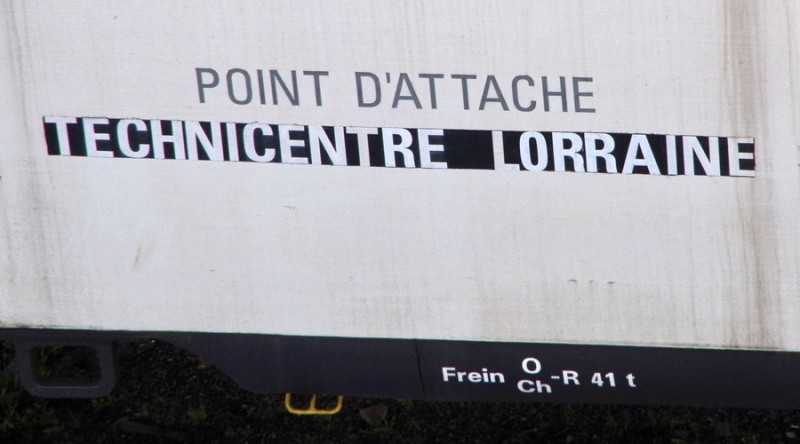 POINT D'ATTACHE
TECHNICENTRE LORRAINE
Frein O/Ch-R 41 t